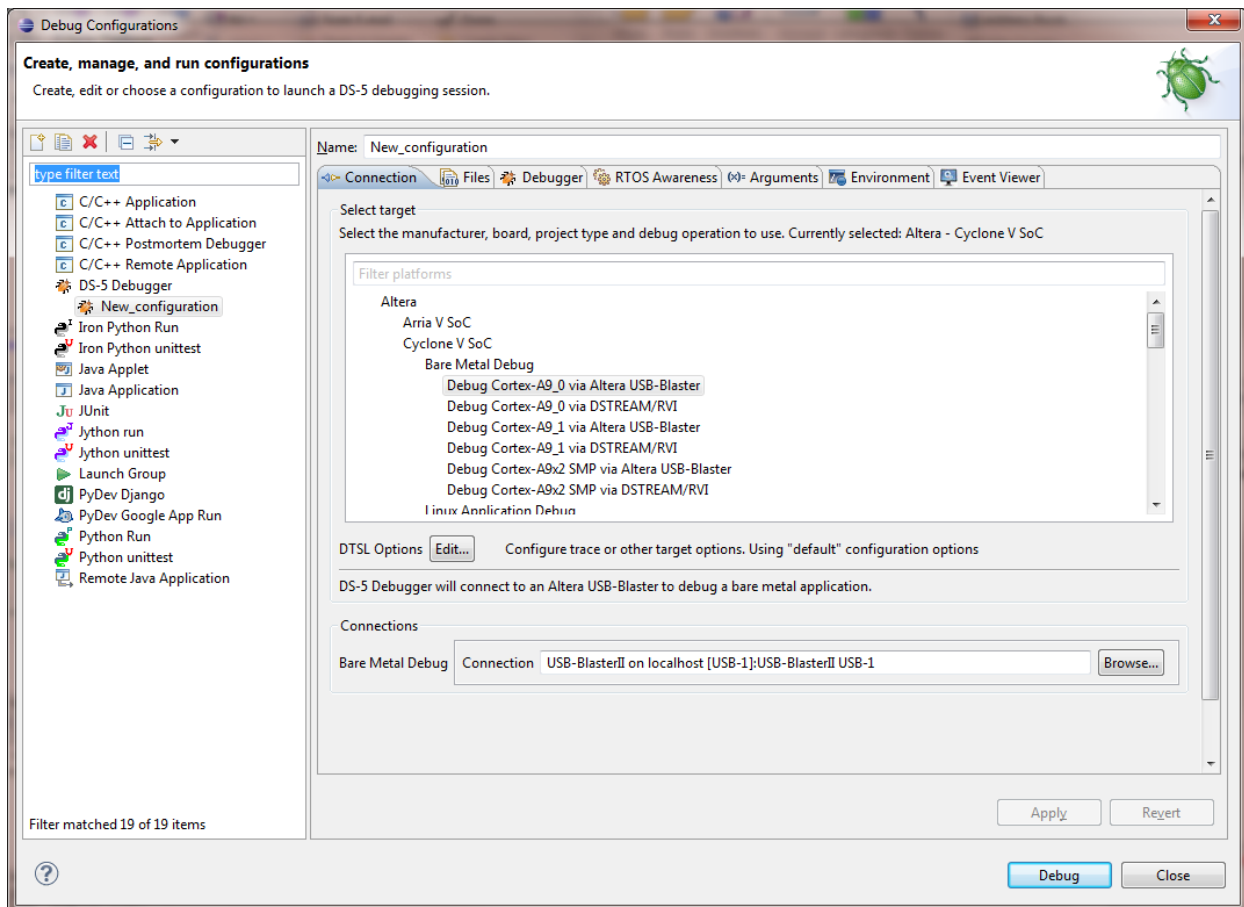 Debug Configurations
Create, manage, and run configurations
Create, edit or choose a configuration to launch a DS-5 debugging session.
type filter text
C/C++ Application
C/C++ Attach to Application
C/C++ Postmortem Debugger
C/C++ Remote Application
DS-5 Debugger
New_configuration
Iron Python Run
Iron Python unittest
Java Applet
Java Application
JUnit
Jython run
Jython unittest
Launch Group
PyDev Django
PyDev Google App Run
Python Run
Python unittest
Remote Java Application
Filter matched 19 of 19 items
Name: New_configuration
Connection Files Debugger RTOS Awareness Arguments Environment Event Viewer
Select target
Select the manufacturer, board, project type and debug operation to use. Currently selected: Altera - Cyclone V SoC
Filter platforms
Altera
Arria V SoC
Cyclone V SoC
Bare Metal Debug
Debug Cortex-A9_0 via Altera USB-Blaster
Debug Cortex-A9_0 via DSTREAM/RVI
Debug Cortex-A9_1 via Altera USB-Blaster
Debug Cortex-A9_1 via DSTREAM/RVI
Debug Cortex-A9x2 SMP via Altera USB-Blaster
Debug Cortex-A9x2 SMP via DSTREAM/RVI
Linux Application Debug
DTSL Options Edit... Configure trace or other target options. Using "default" configuration options
DS-5 Debugger will connect to an Altera USB-Blaster to debug a bare metal application.
Connections
Bare Metal Debug Connection USB-BlasterII on localhost [USB-1]:USB-BlasterII USB-1 Browse...
Apply Revert
Debug Close